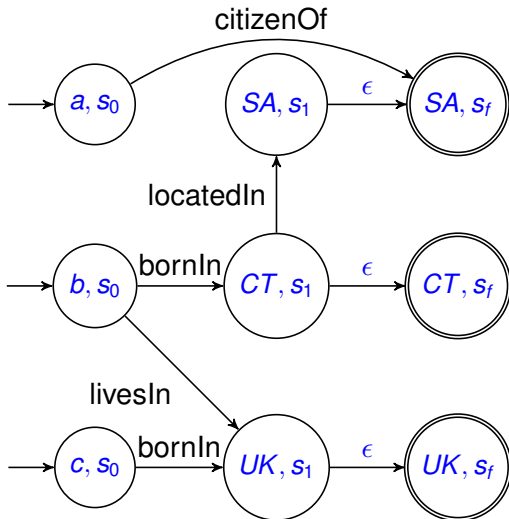 citizenOf
a, s0
SA, s1
ϵ
SA, sf
locatedIn
b, s0
bornIn
CT, s1
ϵ
CT, sf
livesIn
c, s0
bornIn
UK, s1
ϵ
UK, sf